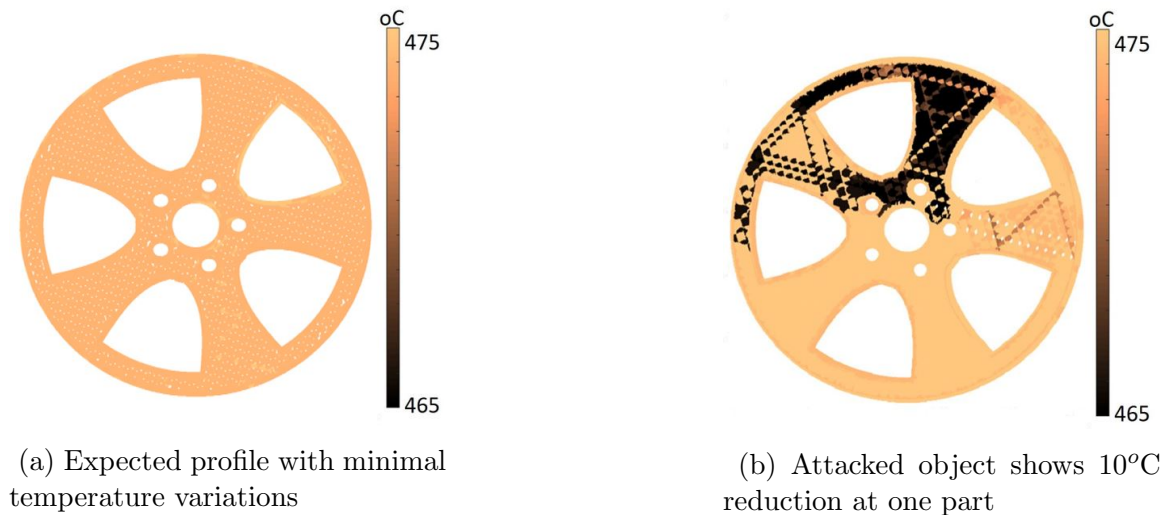 oC
475
465
(a) Expected profile with minimal
temperature variations
oC
475
465
(b) Attacked object shows 10°C
reduction at one part